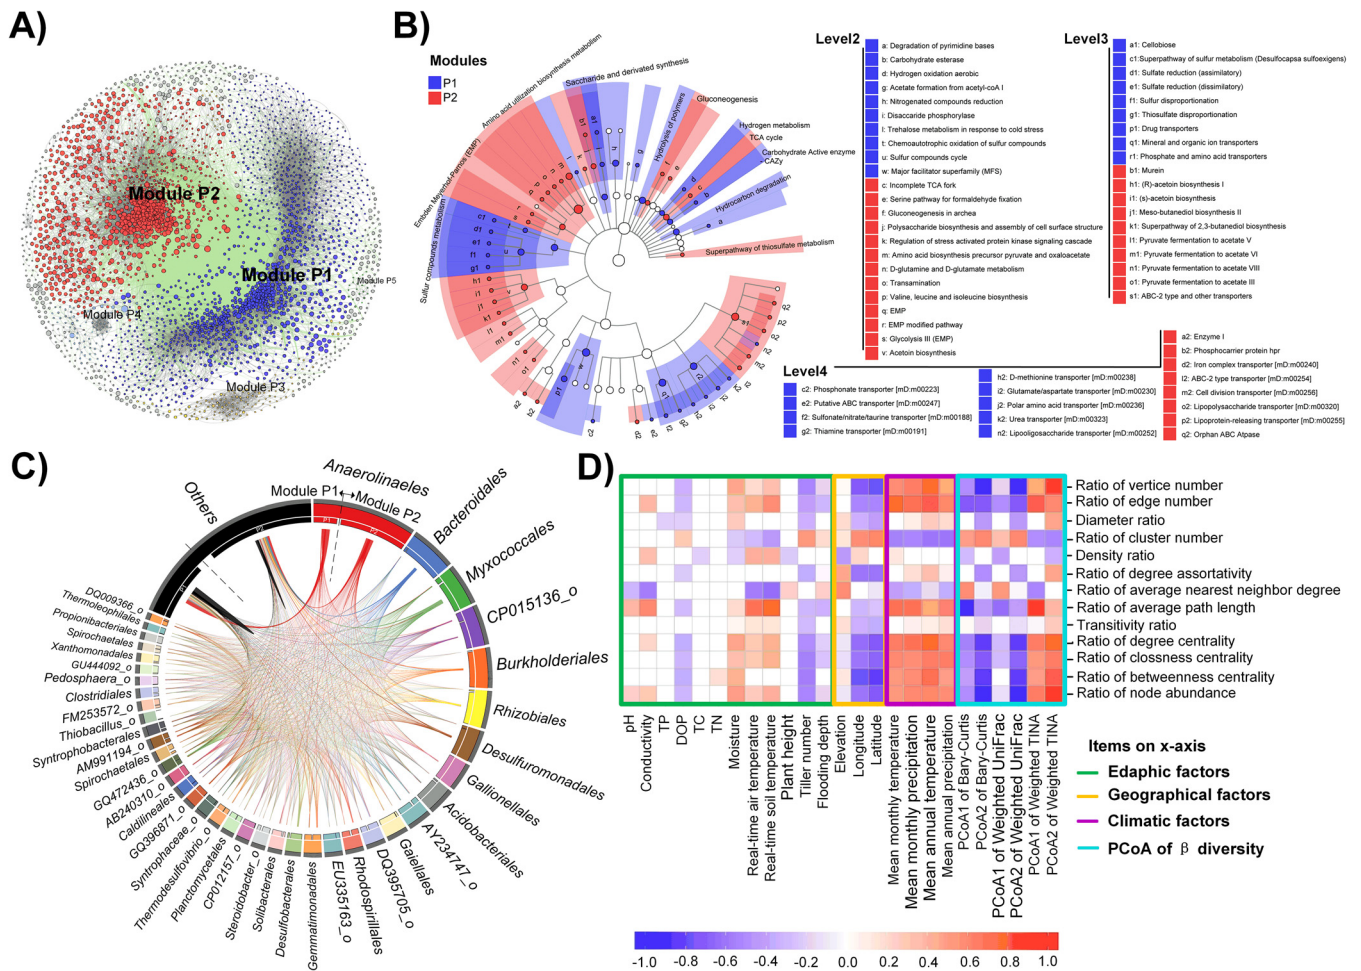 A)
Module P2
Module P1
Module P5
Module P4
Module P3
B)
Modules
P1
P2
Sulfur compounds metabolism
Embden Meyerhof-Parnos (EMP)
Amino acid utilization biosynthesis metabolism
Saccharide and derivated synthesis
Hydrolysis of polymers
Gluconeogenesis
Hydrogen metabolism
TCA cycle
Carbohydrate Active enzyme
- CAZy
Hydrocarbon degradation
Superpathway of thiosulfate metabolism
Level2
a: Degradation of pyrimidine bases
b: Carbohydrate esterase
d: Hydrogen oxidation aerobic
g: Acetate formation from acetyl-coA I
h: Nitrogenated compounds reduction
i: Disaccharide phosphorylase
l: Trehalose metabolism in response to cold stress
t: Chemoautotrophic oxidation of sulfur compounds
u: Sulfur compounds cycle
w: Major facilitator superfamily (MFS)
c: Incomplete TCA fork
e: Serine pathway for formaldehyde fixation
f: Gluconeogenesis in archea
j: Polysaccharide biosynthesis and assembly of cell surface structure
k: Regulation of stress activated protein kinase signaling cascade
m: Amino acid biosynthesis precursor pyruvate and oxaloacetate
n: D-glutamine and D-glutamate metabolism
o: Transamination
p: Valine, leucine and isoleucine biosynthesis
q: EMP
r: EMP modified pathway
s: Glycolysis III (EMP)
v: Acetoin biosynthesis
Level3
a1: Cellobiose
c1:Superpathway of sulfur metabolism (Desulfocapsa sulfoexigens)
d1: Sulfate reduction (assimilatory)
e1: Sulfate reduction (dissimilatory)
f1: Sulfur disproportionation
g1: Thiosulfate disportionation
p1: Drug transporters
q1: Mineral and organic ion transporters
r1: Phosphate and amino acid transporters
b1: Murein
h1: (R)-acetoin biosynthesis I
i1: (s)-acetoin biosynthesis
j1: Meso-butanediol biosynthesis II
k1: Superpathway of 2,3-butanediol biosynthesis
l1: Pyruvate fermentation to acetate V
m1: Pyruvate fermentation to acetate VI
n1: Pyruvate fermentation to acetate VIII
o1: Pyruvate fermentation to acetate III
s1: ABC-2 type and other transporters
Level4
c2: Phosphonate transporter [mD:m00223]
e2: Putative ABC transporter [mD:m00247]
f2: Sulfonate/nitrate/taurine transporter [mD:m00188]
g2: Thiamine transporter [mD:m00191]
h2: D-methionine transporter [mD:m00238]
i2: Glutamate/aspartate transporter [mD:m00230]
j2: Polar amino acid transporter [mD:m00236]
k2: Urea transporter [mD:m00323]
n2: Lipoligosaccharide transporter [mD:m00252]
a2: Enzyme I
b2: Phosphocarrier protein hpr
d2: Iron complex transporter [mD:m00240]
l2: ABC-2 type transporter [mD:m00254]
m2: Cell division transporter [mD:m00256]
o2: Lipopolysaccharide transporter [mD:m00320]
p2: Lipoprotein-releasing transporter [mD:m00255]
q2: Orphan ABC Atpase
C)
Module P1
Module P2
Others
Anaerolinaeles
Bacteroidales
Myxococcales
CP015136_o
Burkholderiales
Rhizobiales
Desulfuromonadales
Gallionellales
Acidobacteriales
AY234747_o
Gaiellales
DQ395705_o
Rhodospirillales
EU335163_o
Gemmatimonadales
Desulfobacterales
Solibacterales
Steroidobacter_o
CP012157_o
Planctomycetales
Thermodesulfovibrio_o
Syntrophaceae_o
GQ396871_o
Caldilineales
AB240310_o
GQ472436_o
Spirochaetales
AM991194_o
Syntrophobacterales
Thiobacillus_o
FM253572_o
Clostridiales
Pedosphaera_o
GU444092_o
Xanthomonadales
Spirochaetales
Propionibacteriales
Thermoleophilales
DQ009366_o
D)
Ratio of vertice number
Ratio of edge number
Diameter ratio
Ratio of cluster number
Density ratio
Ratio of degree assortativity
Ratio of average nearest neighbor degree
Ratio of average path length
Transitivity ratio
Ratio of degree centrality
Ratio of clossness centrality
Ratio of betweenness centrality
Ratio of node abundance
pH
Conductivity
TP
DOP
TC
TN
Moisture
Real-time air temperature
Real-time soil temperature
Plant height
Tiller number
Flooding depth
Elevation
Longitude
Latitude
Mean monthly temperature
Mean monthly precipitation
Mean annual temperature
Mean annual precipitation
PCoA1 of Bary-Curtis
PCoA2 of Bary-Curtis
PCoA1 of Weighted UniFrac
PCoA2 of Weighted UniFrac
PCoA1 of Weighted TINA
PCoA2 of Weighted TINA
Items on x-axis
Edaphic factors
Geographical factors
Climatic factors
PCoA of β diversity
-1.0 -0.8 -0.6 -0.4 -0.2 0.0 0.2 0.4 0.6 0.8 1.0